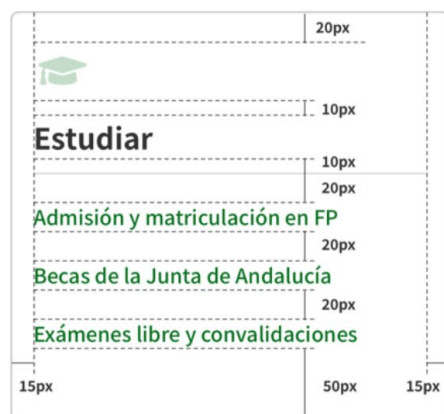 20px
10px
Estudiar
10px
20px
Admisión y matriculación en FP
20px
Becas de la Junta de Andalucía
20px
Exámenes libre y convalidaciones
15px
50px
15px